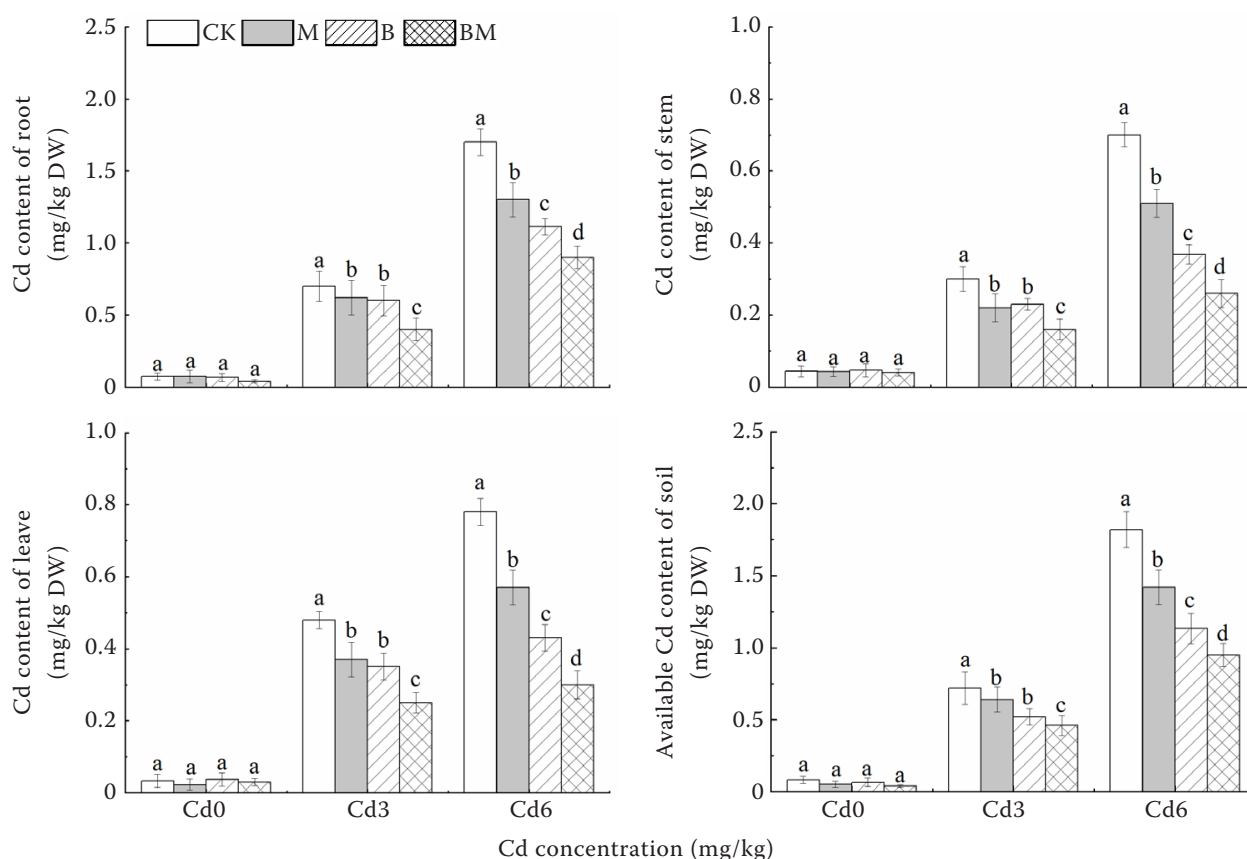 CK M B BM
Cd content of root
(mg/kg DW)
2.5
2.0
1.5
1.0
0.5
0
a a a a
a b b c
a b c d
Cd content of stem
(mg/kg DW)
1.0
0.8
0.6
0.4
0.2
0
a a a a
a b b c
a b c d
Cd content of leave
(mg/kg DW)
1.0
0.8
0.6
0.4
0.2
0
a a a a
a b b c
a b c d
Cd0 Cd3 Cd6
Available Cd content of soil
(mg/kg DW)
2.5
2.0
1.5
1.0
0.5
0
a a a a
a b b c
a b c d
Cd0 Cd3 Cd6
Cd concentration (mg/kg)